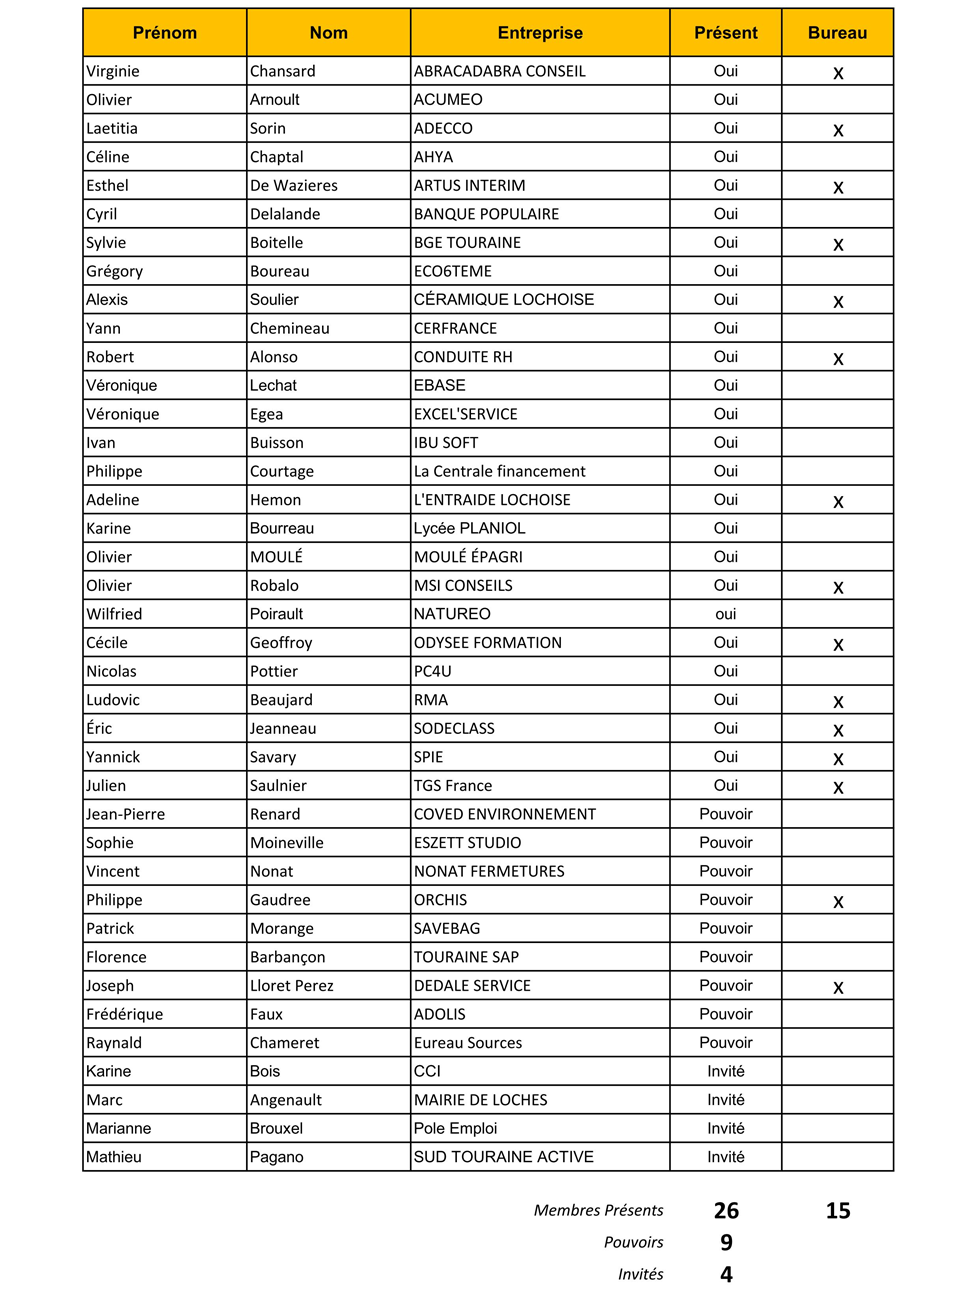 Prénom Nom Entreprise Présent Bureau
Virginie Chansard ABRACADABRA CONSEIL Oui x
Olivier Arnoult ACUMEO Oui
Laetitia Sorin ADECCO Oui x
Céline Chaptal AHYA Oui
Esthel De Wazieres ARTUS INTERIM Oui x
Cyril Delalande BANQUE POPULAIRE Oui
Sylvie Boitelle BGE TOURAINE Oui x
Grégory Boureau ECO6TEME Oui
Alexis Soulier CÉRAMIQUE LOCHOISE Oui x
Yann Chemineau CERFRANCE Oui
Robert Alonso CONDUITE RH Oui x
Véronique Lechat EBASE Oui
Véronique Egea EXCEL'SERVICE Oui
Ivan Buisson IBU SOFT Oui
Philippe Courtage La Centrale financement Oui
Adeline Hemon L'ENTRAIDE LOCHOISE Oui x
Karine Bourreau Lycée PLANIOL Oui
Olivier MOULÉ MOULÉ ÉPAGRI Oui
Olivier Robalo MSI CONSEILS Oui x
Wilfried Poirault NATUREO oui
Cécile Geoffroy ODYSEE FORMATION Oui x
Nicolas Pottier PC4U Oui
Ludovic Beaujard RMA Oui x
Éric Jeanneau SODECLASS Oui x
Yannick Savary SPIE Oui x
Julien Saulnier TGS France Oui x
Jean-Pierre Renard COVED ENVIRONNEMENT Pouvoir
Sophie Moineville ESZETT STUDIO Pouvoir
Vincent Nonat NONAT FERMETURES Pouvoir
Philippe Gaudree ORCHIS Pouvoir x
Patrick Morange SAVEBAG Pouvoir
Florence Barbançon TOURAINE SAP Pouvoir
Joseph Lloret Perez DEDALE SERVICE Pouvoir x
Frédérique Faux ADOLIS Pouvoir
Raynald Chameret Eureau Sources Pouvoir
Karine Bois CCI Invité
Marc Angenault MAIRIE DE LOCHES Invité
Marianne Brouxel Pole Emploi Invité
Mathieu Pagano SUD TOURAINE ACTIVE Invité
Membres Présents 26 15
Pouvoirs 9
Invités 4